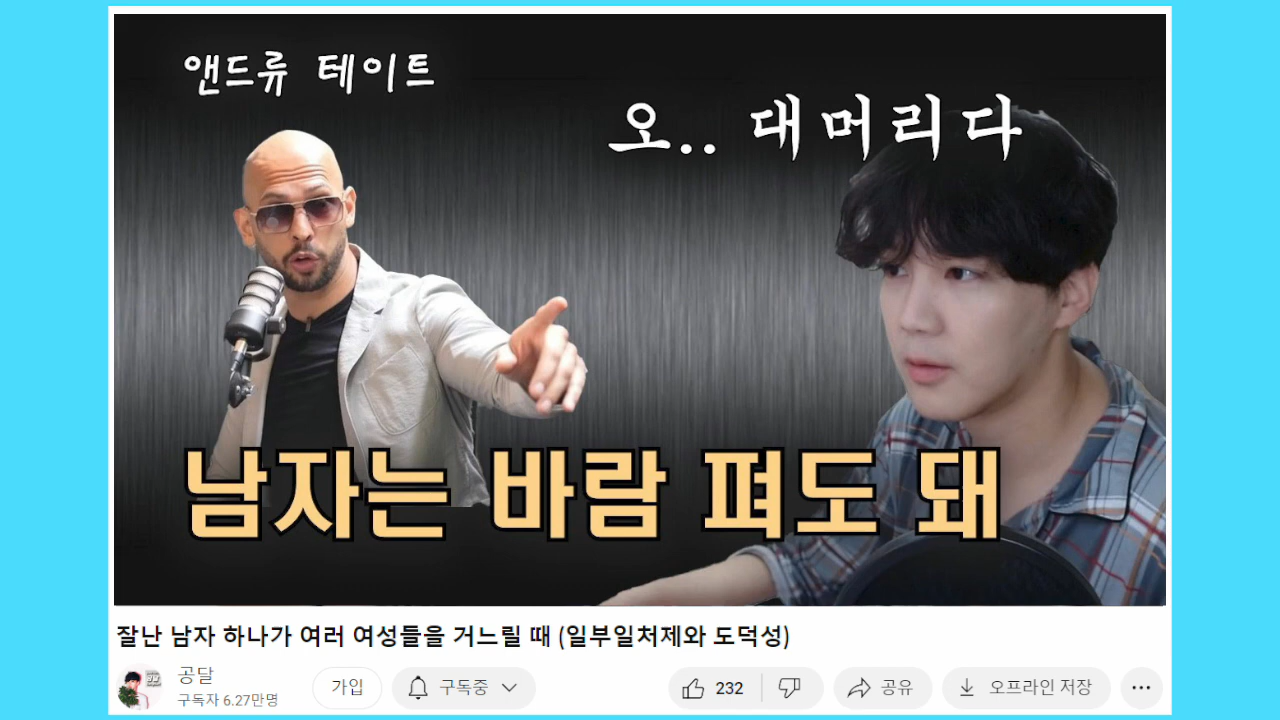 앤드류 테이트
오.. 대머리다
남자는 바람 펴도 돼
잘난 남자 하나가 여러 여성들을 거느릴 때 (일부일처제와 도덕성)
공달
구독자 6.27만명
가입
구독중
232
공유
오프라인 저장